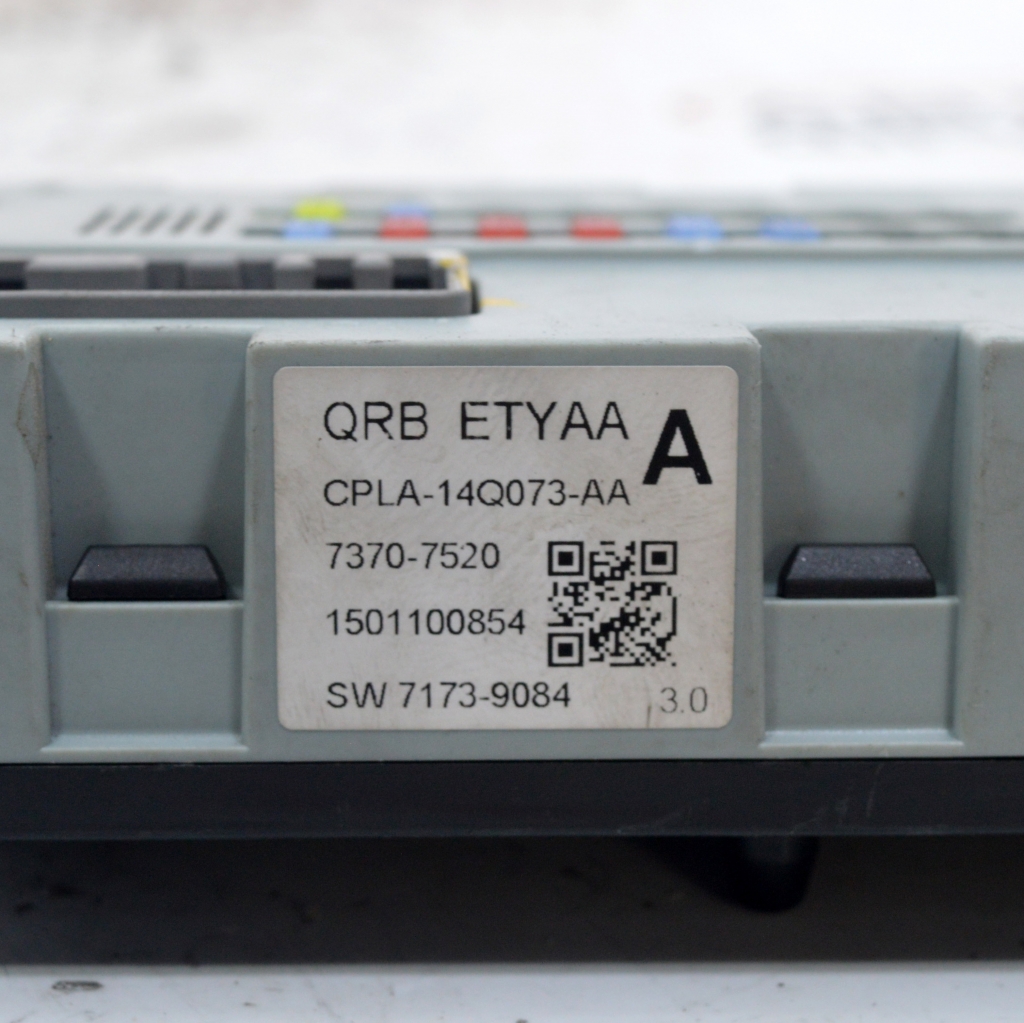 QRB ETYAA A
CPLA-14Q073-AA
7370-7520
1501100854
SW 7173-9084 3.0